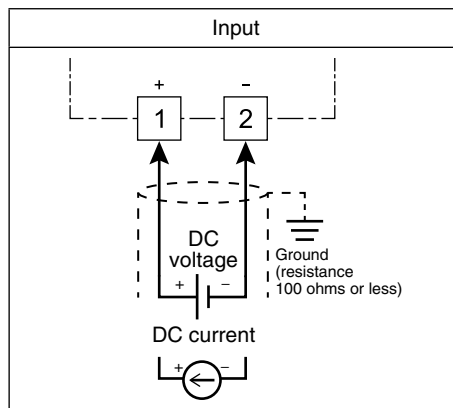 Input
+ −
1 2
DC
voltage
+ −
Ground
(resistance
100 ohms or less)
DC current
+ −